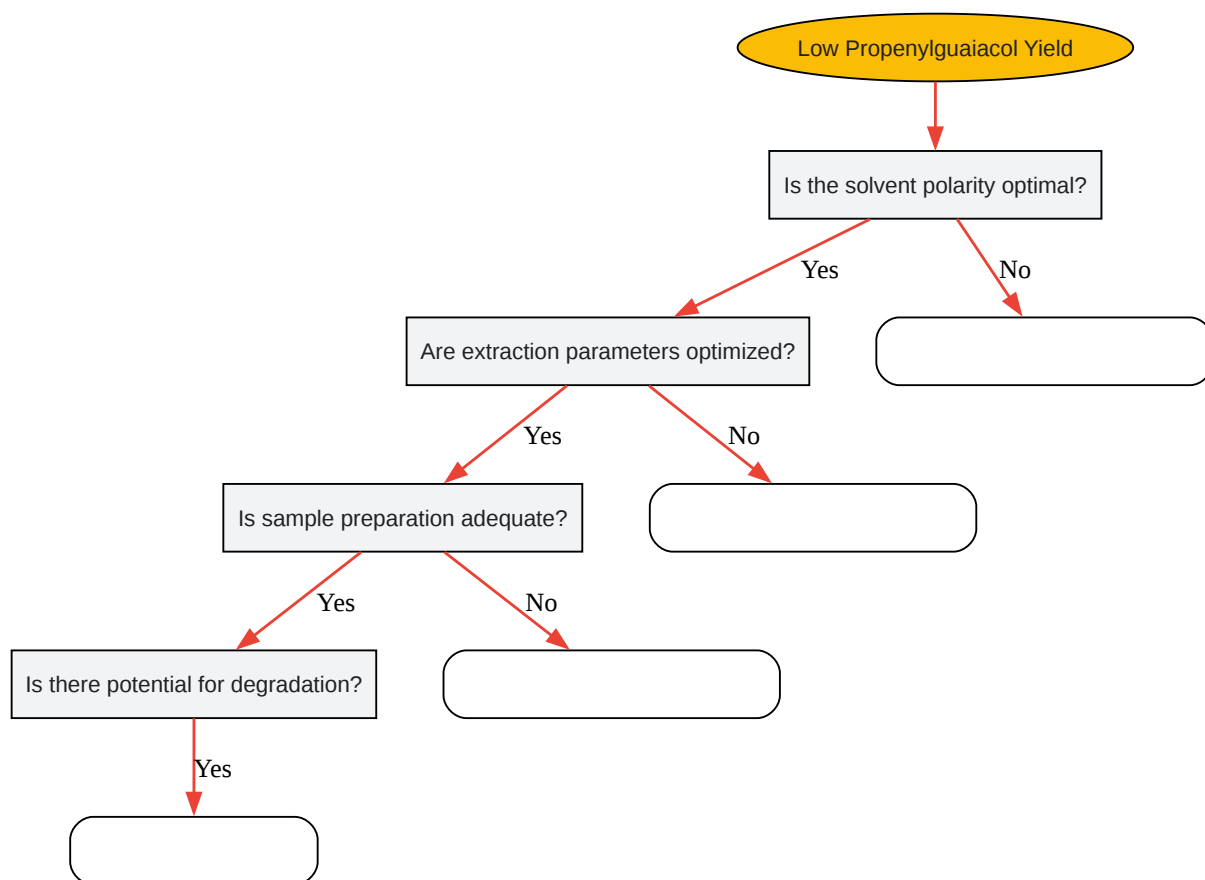 Low Propenylguaiacol Yield
Is the solvent polarity optimal?
Yes
No
Are extraction parameters optimized?
Yes
No
Is sample preparation adequate?
Yes
No
Is there potential for degradation?
Yes